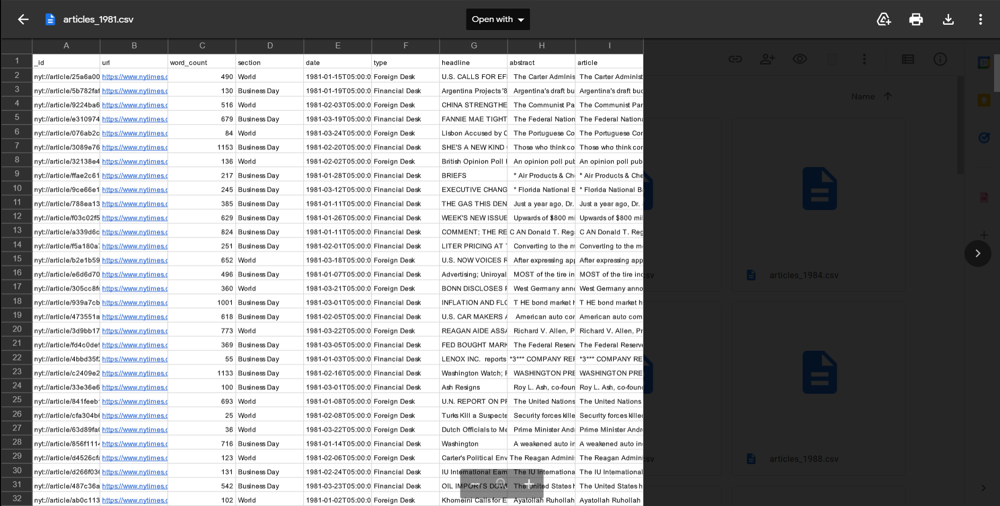 articles_1981.csv
Open with
A B C D E F G H I
1 _id url word_count section date type headline abstract article
2 nyt://article/25a6a00 https://www.nytimes.c 490 World 1981-01-15T05:00:0 Foreign Desk U.S. CALLS FOR EF The Carter Adminis The Carter Administ
3 nyt://article/5b782fa https://www.nytimes.c 130 Business Day 1981-01-19T05:00:0 Financial Desk Argentina Projects '8 Argentina's draft bu Argentina's draft bud
4 nyt://article/9224ba6 https://www.nytimes.c 516 World 1981-02-03T05:00:0 Foreign Desk CHINA STRENGTHE The Communist Pa The Communist Par
5 nyt://article/e310974 https://www.nytimes.c 679 Business Day 1981-03-19T05:00:0 Financial Desk FANNIE MAE TIGHT The Federal Nation The Federal Nationa
6 nyt://article/076ab2c https://www.nytimes.c 84 World 1981-03-24T05:00:0 Foreign Desk Lisbon Accused by C The Portuguese Co The Portuguese Cor
7 nyt://article/3089e76 https://www.nytimes.c 1153 Business Day 1981-02-20T05:00:0 Financial Desk SHE'S A NEW KIND Those who think co Those who think cor
8 nyt://article/32138e4 https://www.nytimes.c 136 World 1981-02-02T05:00:0 Foreign Desk British Opinion Poll An opinion poll pub An opinion poll publ
9 nyt://article/ffae2c61 https://www.nytimes.c 217 Business Day 1981-01-28T05:00:0 Financial Desk BRIEFS * Air Products & Che * Air Products & Che
10 nyt://article/9ce66e1 https://www.nytimes.c 245 Business Day 1981-03-12T05:00:0 Financial Desk EXECUTIVE CHANG * Florida National B * Florida National Ba
11 nyt://article/788ea13 https://www.nytimes.c 385 Business Day 1981-01-11T05:00:0 Financial Desk THE GAS THIS DEN Just a year ago, Dr. Just a year ago, Dr.
12 nyt://article/f03c02f5 https://www.nytimes.c 629 Business Day 1981-01-26T05:00:0 Financial Desk WEEK'S NEW ISSUE Upwards of $800 mi Upwards of $800 mil
13 nyt://article/a339d6c https://www.nytimes.c 824 Business Day 1981-01-11T05:00:0 Financial Desk COMMENT; THE RE C AN Donald T. Rega C AN Donald T. Reg
14 nyt://article/f5a180a https://www.nytimes.c 251 Business Day 1981-02-01T05:00:0 Financial Desk LITER PRICING AT Converting to the m Converting to the me
15 nyt://article/b2e1b59 https://www.nytimes.c 652 World 1981-03-18T05:00:0 Foreign Desk U.S. NOW VOICES R After expressing app After expressing app
16 nyt://article/e6d6d70 https://www.nytimes.c 496 Business Day 1981-01-07T05:00:0 Financial Desk Advertising; Uniroyal MOST of the tire in MOST of the tire inc
17 nyt://article/305cc8f https://www.nytimes.c 360 World 1981-03-21T05:00:0 Foreign Desk BONN DISCLOSES West Germany ann West Germany anno
18 nyt://article/939a7cb https://www.nytimes.c 1001 Business Day 1981-03-01T05:00:0 Financial Desk INFLATION AND FLO T HE bond market h T HE bond market h
19 nyt://article/473551a https://www.nytimes.c 618 Business Day 1981-02-05T05:00:0 Financial Desk U.S. CAR MAKERS American auto cor American auto com
20 nyt://article/3d9bb17 https://www.nytimes.c 773 World 1981-03-22T05:00:0 Foreign Desk REAGAN AIDE ASSA Richard V. Allen, P Richard V. Allen, Pr
21 nyt://article/fd4c0de https://www.nytimes.c 369 Business Day 1981-03-05T05:00:0 Financial Desk FED BOUGHT MARK The Federal Reserv The Federal Reserve
22 nyt://article/4bbd35f https://www.nytimes.c 55 Business Day 1981-01-03T05:00:0 Financial Desk LENOX INC. reports *3*** COMPANY REP *3*** COMPANY RE
23 nyt://article/c2409e2 https://www.nytimes.c 1133 Business Day 1981-02-16T05:00:0 Financial Desk Washington Watch; WASHINGTON PRE WASHINGTON PRE
24 nyt://article/33e36e6 https://www.nytimes.c 100 Business Day 1981-03-01T05:00:0 Financial Desk Ash Resigns Roy L. Ash, co-foun Roy L. Ash, co-found
25 nyt://article/841feeb https://www.nytimes.c 693 World 1981-01-08T05:00:0 Foreign Desk U.N. REPORT ON PR The United Nations The United Nations
26 nyt://article/cfa304b https://www.nytimes.c 25 World 1981-02-08T05:00:0 Foreign Desk Turks Kill a Suspecte Security forces kille Security forces killed
27 nyt://article/63d89fa https://www.nytimes.c 36 World 1981-03-22T05:00:0 Foreign Desk Dutch Officials to Me Prime Minister Andr Prime Minister Andre
28 nyt://article/856f111 https://www.nytimes.c 716 Business Day 1981-01-14T05:00:0 Financial Desk Washington A weakened auto in A weakened auto in
29 nyt://article/d4526cf https://www.nytimes.c 123 World 1981-02-06T05:00:0 Foreign Desk Carter's Political Env The Reagan Adminis The Reagan Admini
30 nyt://article/d266f03 https://www.nytimes.c 131 Business Day 1981-02-24T05:00:0 Financial Desk IU International Earn The IU Internationa The IU International
31 nyt://article/487c36a https://www.nytimes.c 542 Business Day 1981-03-23T05:00:0 Financial Desk OIL IMPORTS DOW The United States h The United States h
32 nyt://article/ab0c113 https://www.nytimes.c 102 World 1981-01-02T05:00:0 Foreign Desk Khomeini Calls for E Ayatollah Ruhollah Ayatollah Ruhollah
Name
31
csv
articles_1984.csv
csv
articles_1988.csv